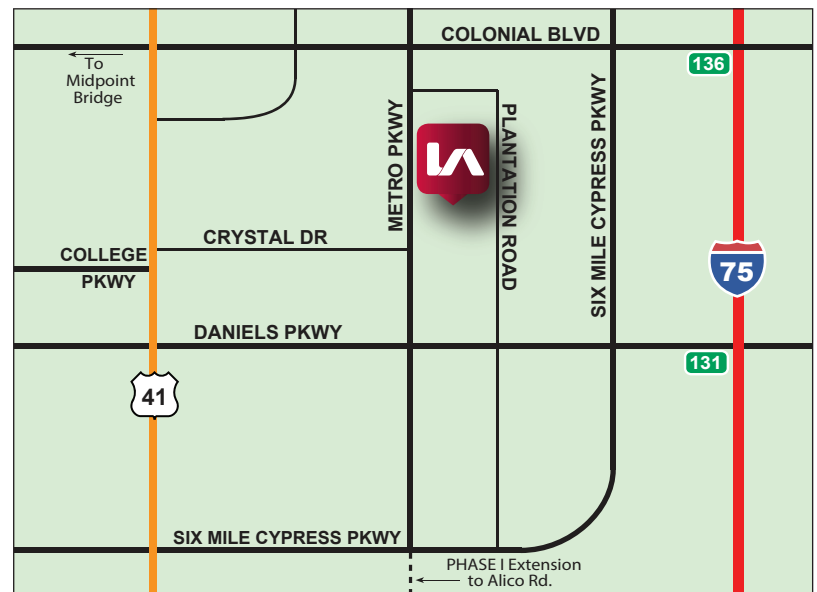 COLONIAL BLVD
To
Midpoint
Bridge
136
METRO PKWY
PLANTATION ROAD
SIX MILE CYPRESS PKWY
LA
CRYSTAL DR
COLLEGE
PKWY
75
DANIELS PKWY
131
41
SIX MILE CYPRESS PKWY
PHASE I Extension
to Alico Rd.